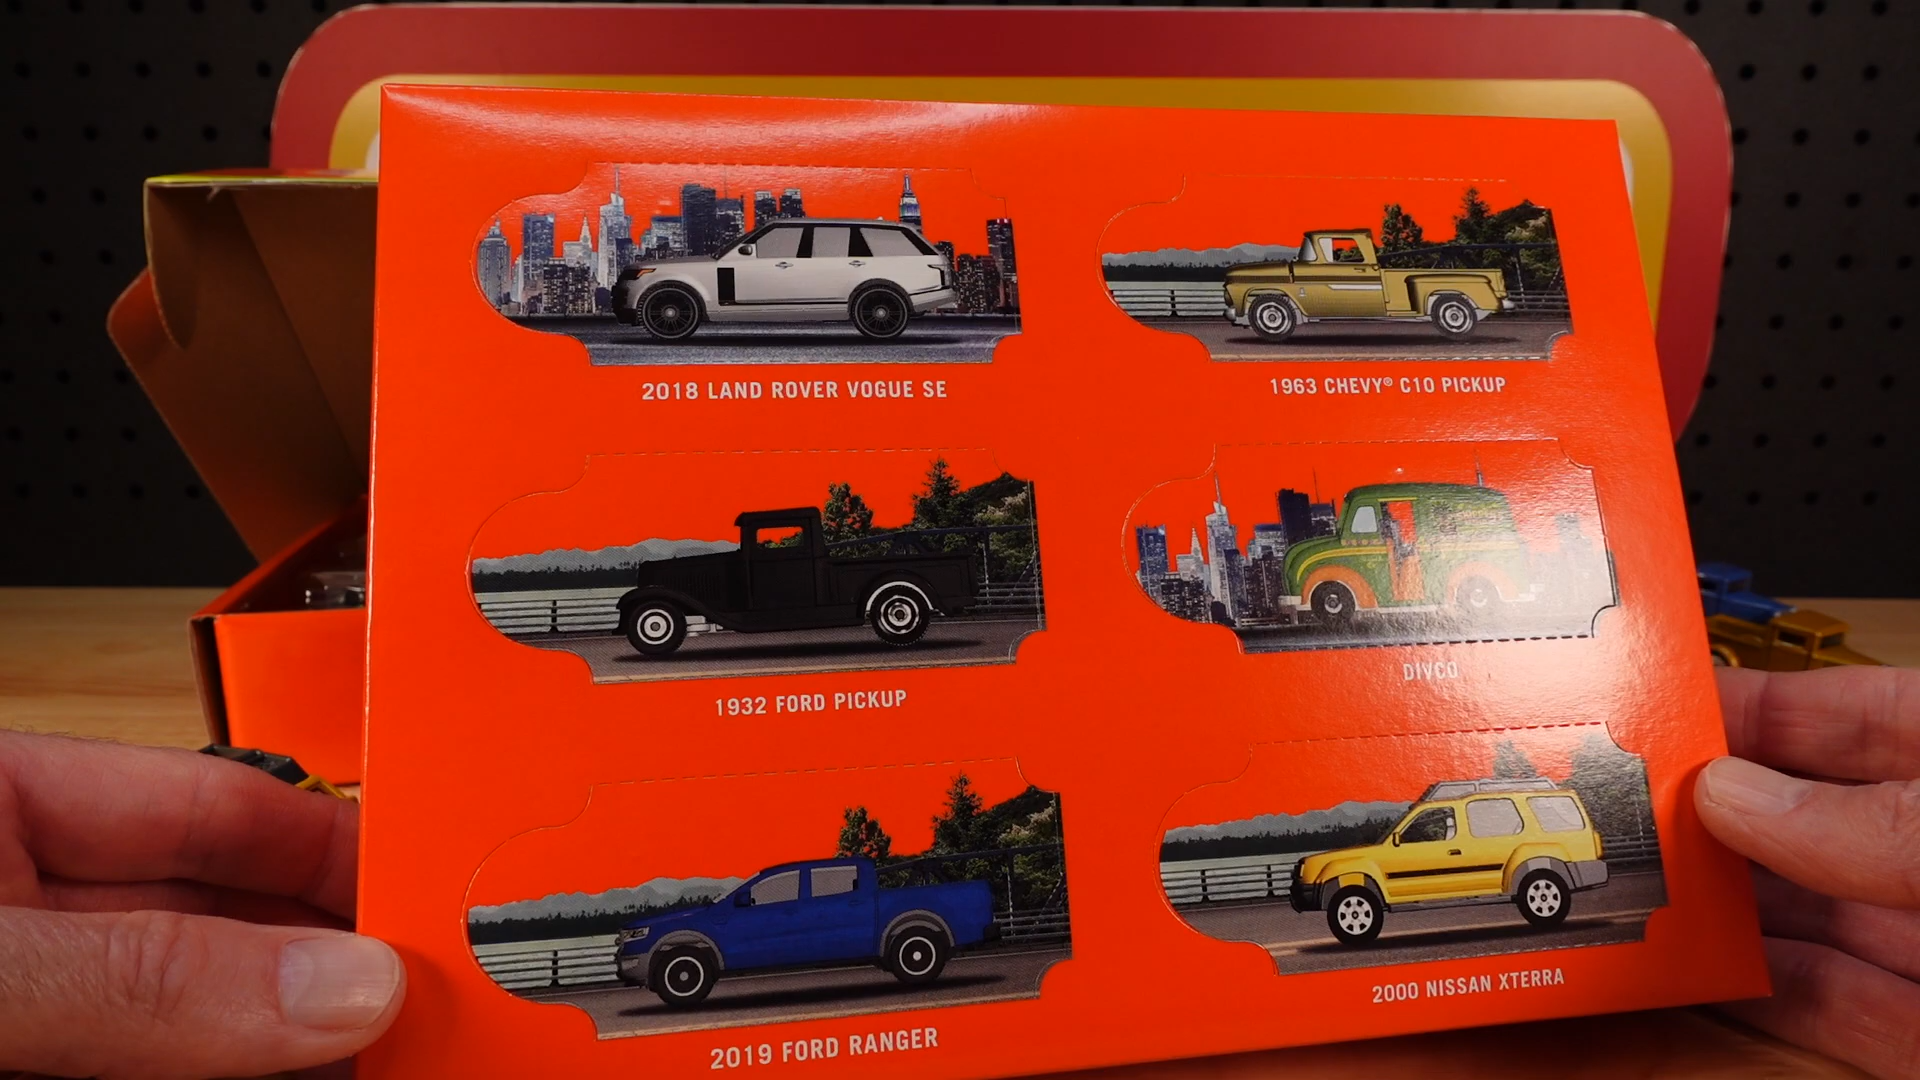 2018 LAND ROVER VOGUE SE
1963 CHEVY® C10 PICKUP
1932 FORD PICKUP
DIVCO
2019 FORD RANGER
2000 NISSAN XTERRA